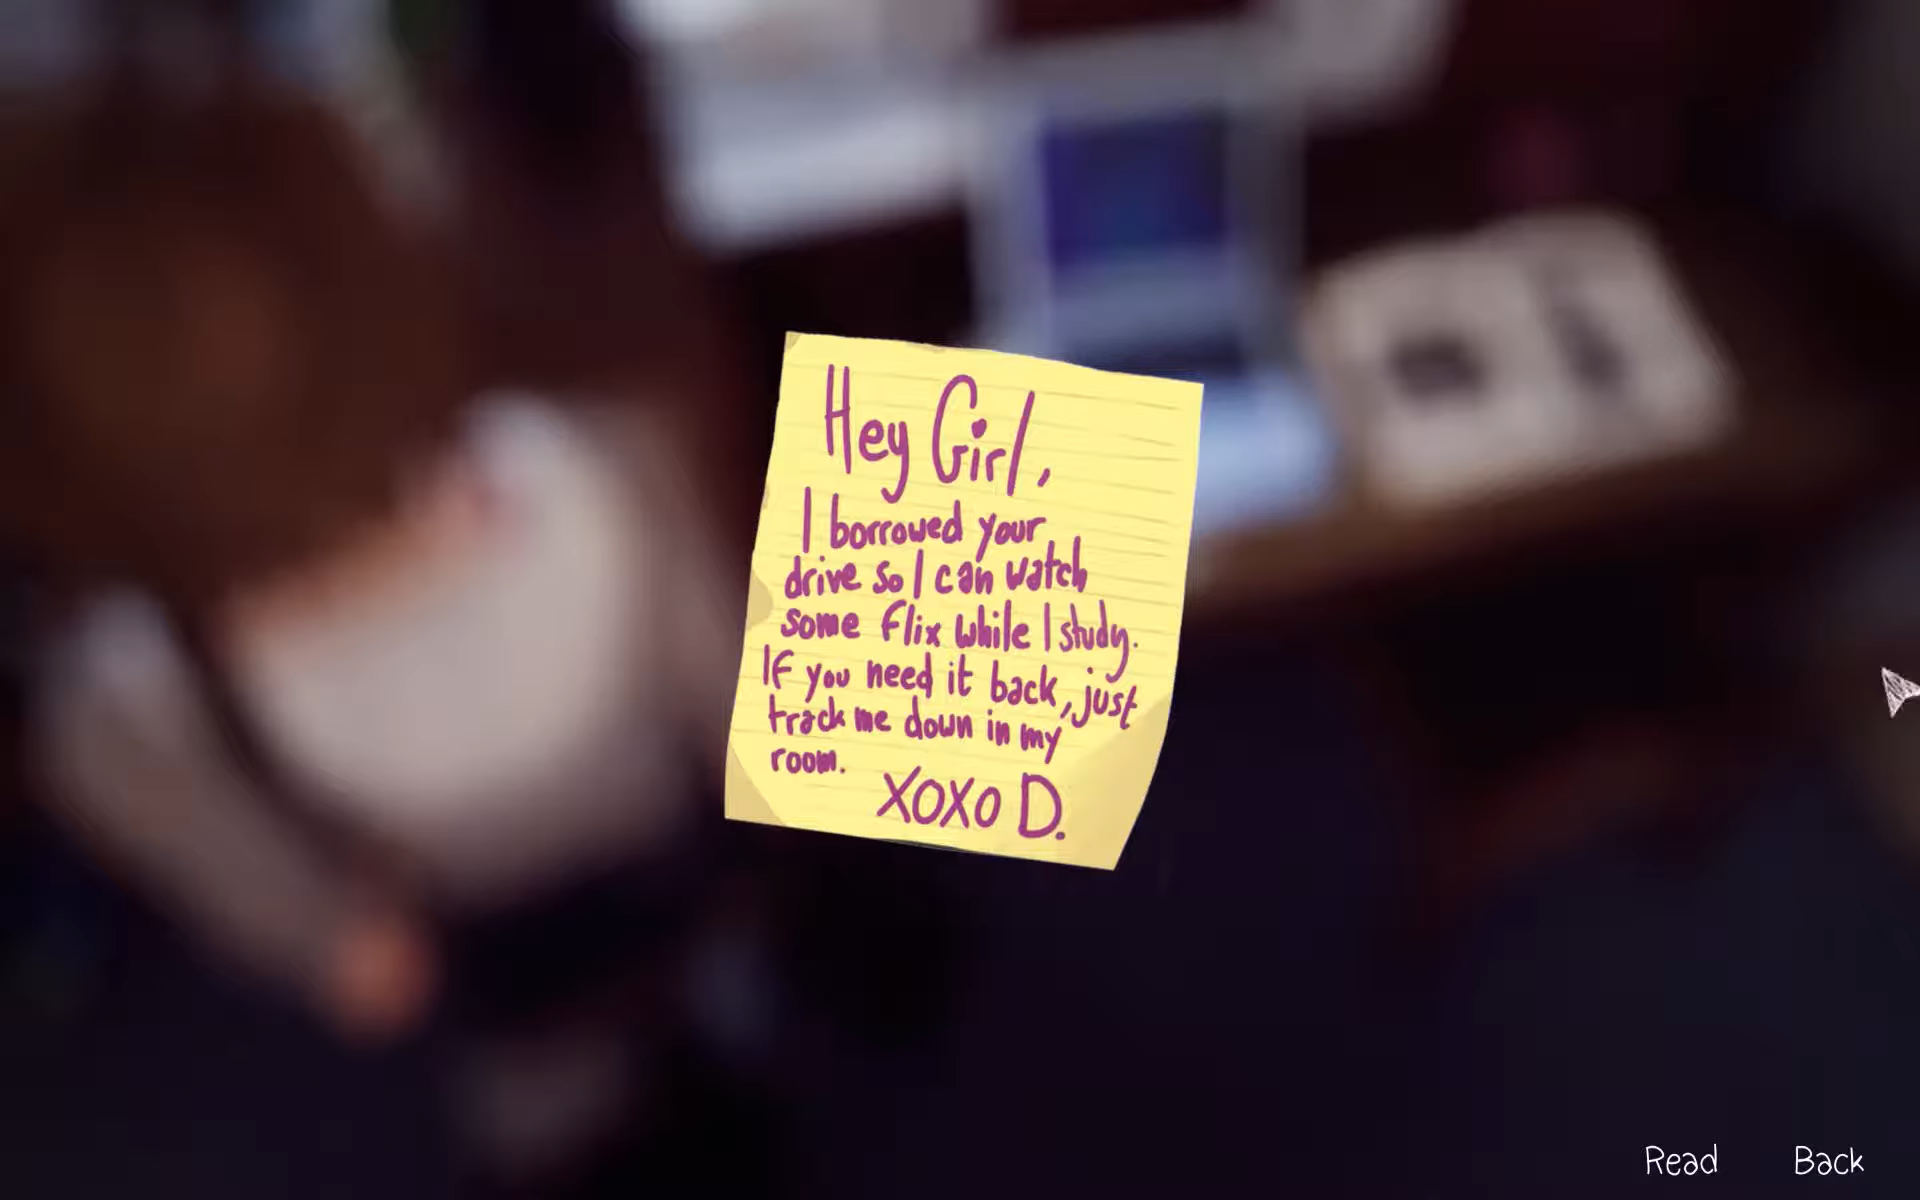 Hey Girl,
I borrowed your
drive so I can watch
some flix while I study.
If you need it back, just
track me down in my
room.
XOXO D.
Read
Back